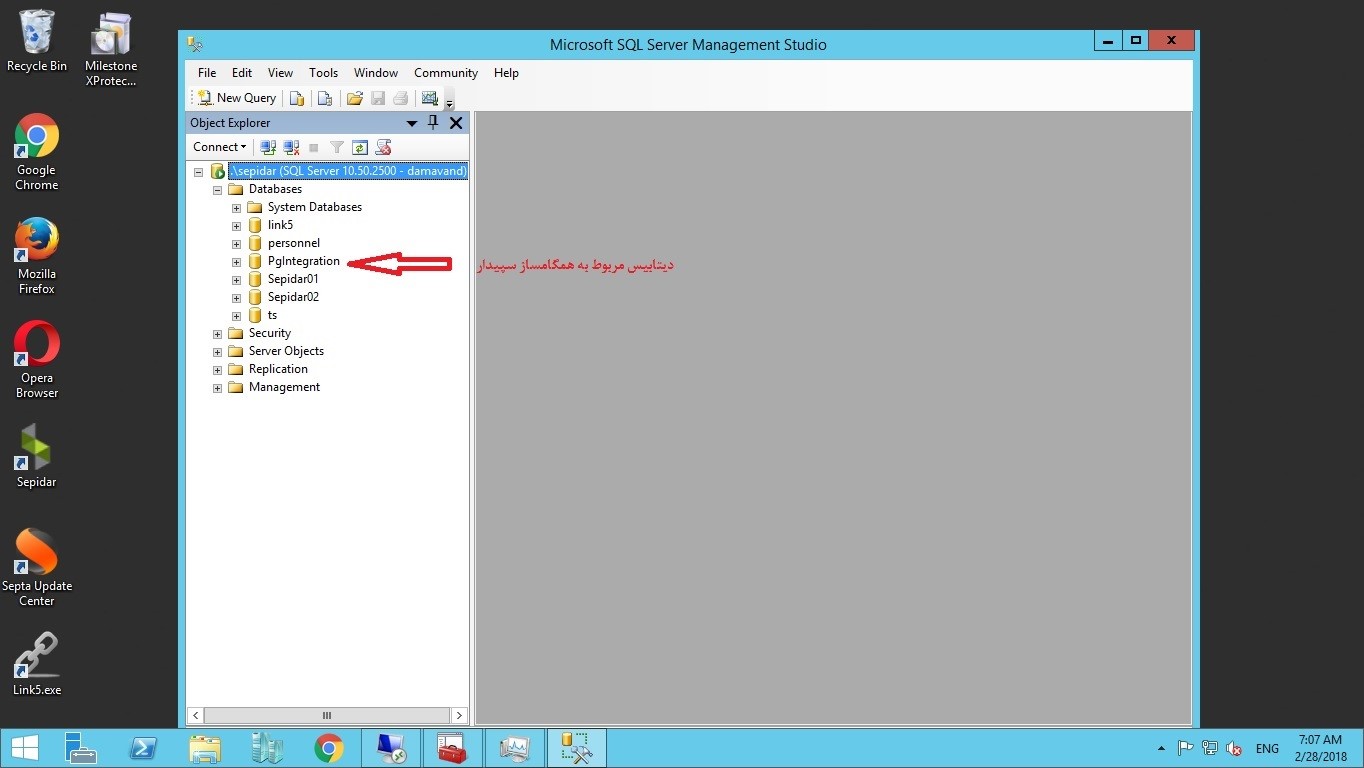 Recycle Bin
Milestone
XProtec...
Google
Chrome
Mozilla
Firefox
Opera
Browser
Sepidar
Septa Update
Center
Link5.exe
Microsoft SQL Server Management Studio
File Edit View Tools Window Community Help
New Query
Object Explorer
Connect
.\sepidar (SQL Server 10.50.2500 - damavand)
Databases
System Databases
link5
personnel
PgIntegration
دیتابیس مربوط به همگامساز سپیدار
Sepidar01
Sepidar02
ts
Security
Server Objects
Replication
Management
ENG
7:07 AM
2/28/2018